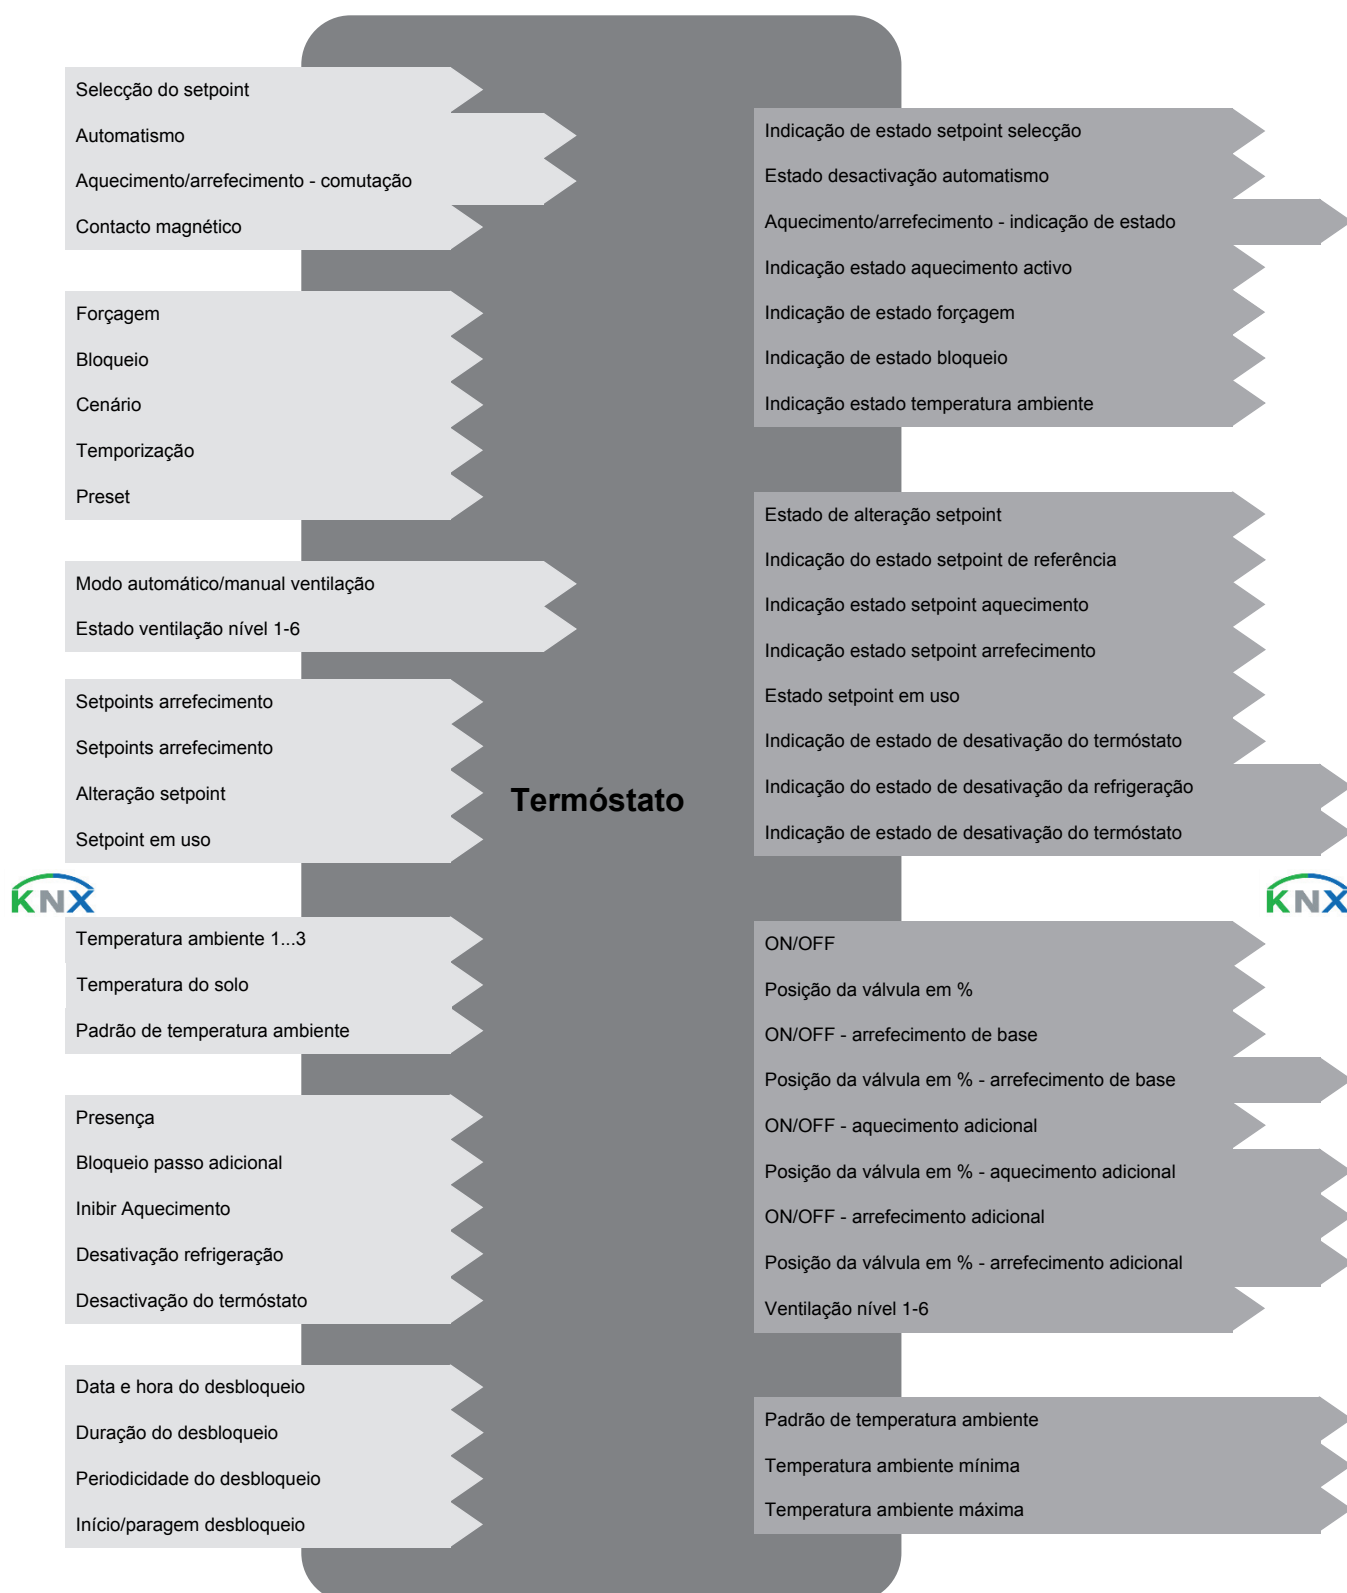 Selecção do setpoint
Automatismo
Aquecimento/arrefecimento - comutação
Contacto magnético
Forçagem
Bloqueio
Cenário
Temporização
Preset
Modo automático/manual ventilação
Estado ventilação nível 1-6
Setpoints arrefecimento
Setpoints arrefecimento
Alteração setpoint
Setpoint em uso
KNX
Temperatura ambiente 1...3
Temperatura do solo
Padrão de temperatura ambiente
Presença
Bloqueio passo adicional
Inibir Aquecimento
Desativação refrigeração
Desactivação do termóstato
Data e hora do desbloqueio
Duração do desbloqueio
Periodicidade do desbloqueio
Início/paragem desbloqueio
Termóstato
Indicação de estado setpoint selecção
Estado desactivação automatismo
Aquecimento/arrefecimento - indicação de estado
Indicação estado aquecimento activo
Indicação de estado forçagem
Indicação de estado bloqueio
Indicação estado temperatura ambiente
Estado de alteração setpoint
Indicação do estado setpoint de referência
Indicação estado setpoint aquecimento
Indicação estado setpoint arrefecimento
Estado setpoint em uso
Indicação de estado de desativação do termóstato
Indicação do estado de desativação da refrigeração
Indicação de estado de desativação do termóstato
KNX
ON/OFF
Posição da válvula em %
ON/OFF - arrefecimento de base
Posição da válvula em % - arrefecimento de base
ON/OFF - aquecimento adicional
Posição da válvula em % - aquecimento adicional
ON/OFF - arrefecimento adicional
Posição da válvula em % - arrefecimento adicional
Ventilação nível 1-6
Padrão de temperatura ambiente
Temperatura ambiente mínima
Temperatura ambiente máxima